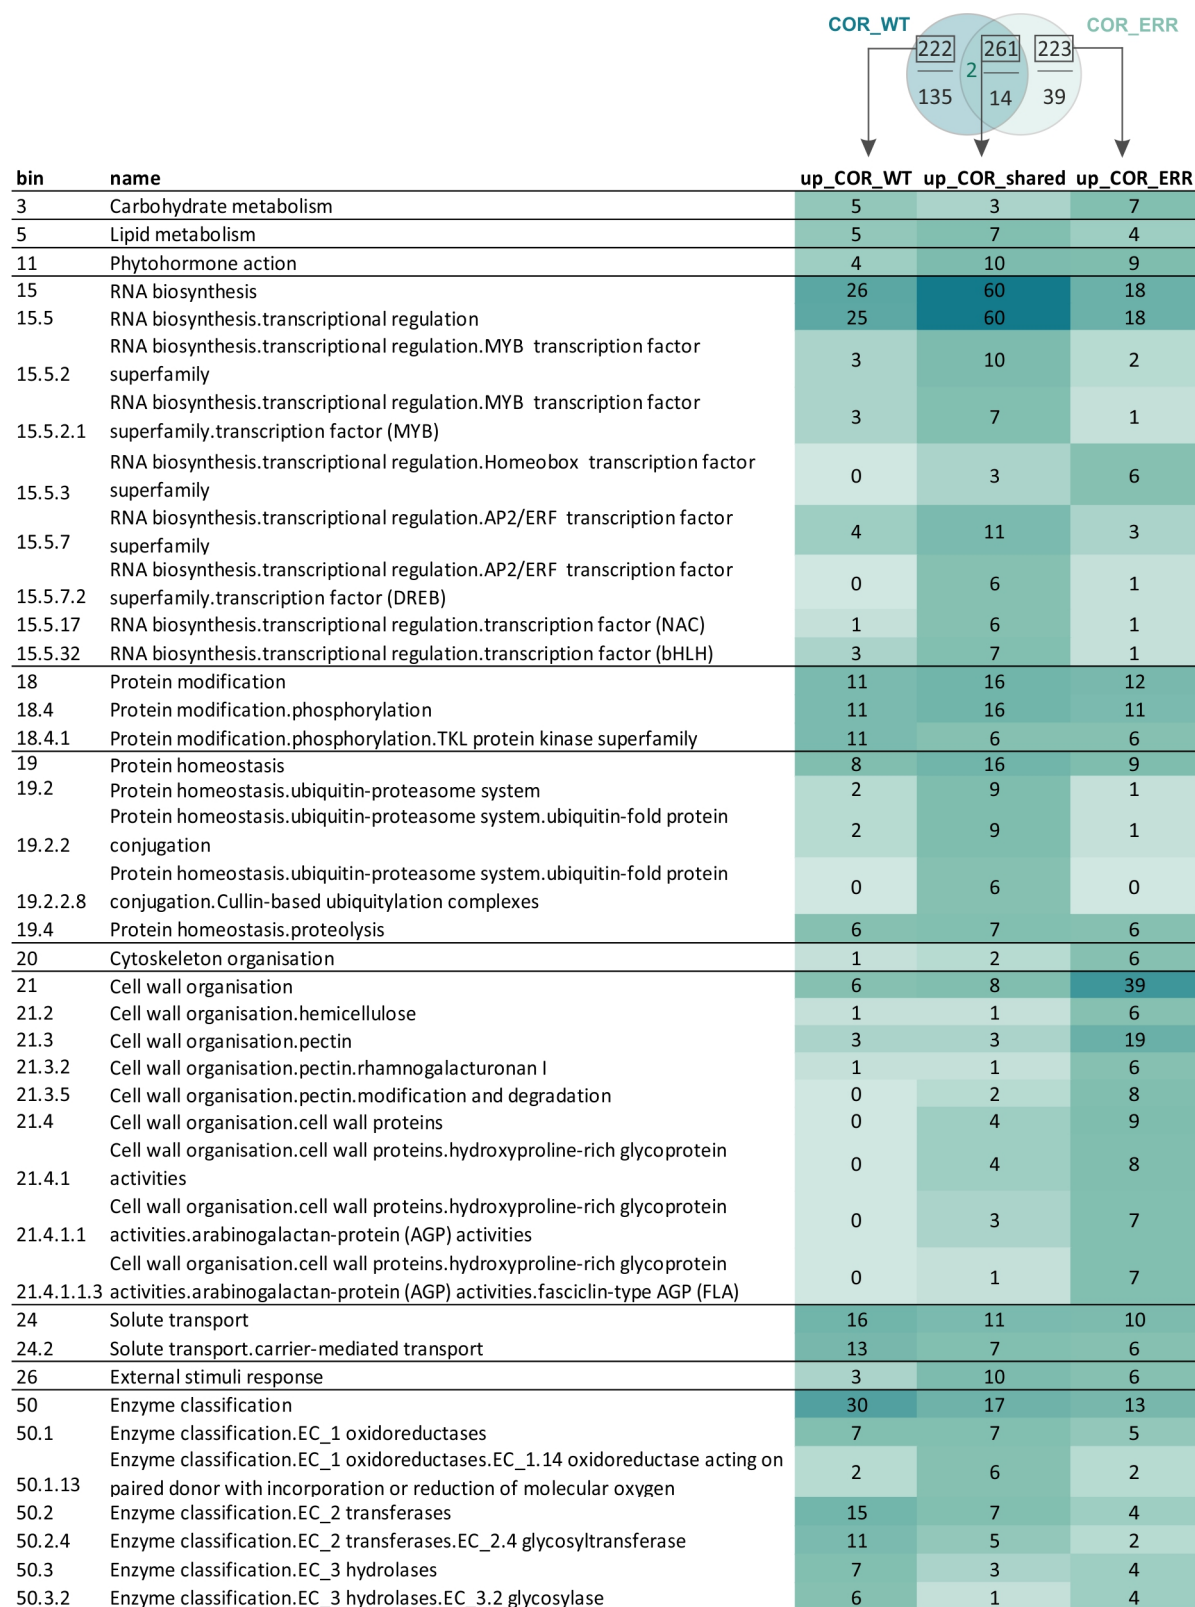 COR_WT COR_ERR
222 261 223
2
135 14 39
bin name up_COR_WT up_COR_shared up_COR_ERR
3 Carbohydrate metabolism 5 3 7
5 Lipid metabolism 5 7 4
11 Phytohormone action 4 10 9
15 RNA biosynthesis 26 60 18
15.5 RNA biosynthesis.transcriptional regulation 25 60 18
RNA biosynthesis.transcriptional regulation.MYB transcription factor
15.5.2 superfamily 3 10 2
RNA biosynthesis.transcriptional regulation.MYB transcription factor
15.5.2.1 superfamily.transcription factor (MYB) 3 7 1
RNA biosynthesis.transcriptional regulation.Homeobox transcription factor
15.5.3 superfamily 0 3 6
RNA biosynthesis.transcriptional regulation.AP2/ERF transcription factor
15.5.7 superfamily 4 11 3
RNA biosynthesis.transcriptional regulation.AP2/ERF transcription factor
15.5.7.2 superfamily.transcription factor (DREB) 0 6 1
15.5.17 RNA biosynthesis.transcriptional regulation.transcription factor (NAC) 1 6 1
15.5.32 RNA biosynthesis.transcriptional regulation.transcription factor (bHLH) 3 7 1
18 Protein modification 11 16 12
18.4 Protein modification.phosphorylation 11 16 11
18.4.1 Protein modification.phosphorylation.TKL protein kinase superfamily 11 6 6
19 Protein homeostasis 8 16 9
19.2 Protein homeostasis.ubiquitin-proteasome system 2 9 1
Protein homeostasis.ubiquitin-proteasome system.ubiquitin-fold protein
19.2.2 conjugation 2 9 1
Protein homeostasis.ubiquitin-proteasome system.ubiquitin-fold protein
19.2.2.8 conjugation.Cullin-based ubiquitylation complexes 0 6 0
19.4 Protein homeostasis.proteolysis 6 7 6
20 Cytoskeleton organisation 1 2 6
21 Cell wall organisation 6 8 39
21.2 Cell wall organisation.hemicellulose 1 1 6
21.3 Cell wall organisation.pectin 3 3 19
21.3.2 Cell wall organisation.pectin.rhamnogalacturonan I 1 1 6
21.3.5 Cell wall organisation.pectin.modification and degradation 0 2 8
21.4 Cell wall organisation.cell wall proteins 0 4 9
Cell wall organisation.cell wall proteins.hydroxyproline-rich glycoprotein
21.4.1 activities 0 4 8
Cell wall organisation.cell wall proteins.hydroxyproline-rich glycoprotein
21.4.1.1 activities.arabinogalactan-protein (AGP) activities 0 3 7
Cell wall organisation.cell wall proteins.hydroxyproline-rich glycoprotein
21.4.1.1.3 activities.arabinogalactan-protein (AGP) activities.fasciclin-type AGP (FLA) 0 1 7
24 Solute transport 16 11 10
24.2 Solute transport.carrier-mediated transport 13 7 6
26 External stimuli response 3 10 6
50 Enzyme classification 30 17 13
50.1 Enzyme classification.EC_1 oxidoreductases 7 7 5
Enzyme classification.EC_1 oxidoreductases.EC_1.14 oxidoreductase acting on
50.1.13 paired donor with incorporation or reduction of molecular oxygen 2 6 2
50.2 Enzyme classification.EC_2 transferases 15 7 4
50.2.4 Enzyme classification.EC_2 transferases.EC_2.4 glycosyltransferase 11 5 2
50.3 Enzyme classification.EC_3 hydrolases 7 3 4
50.3.2 Enzyme classification.EC_3 hydrolases.EC_3.2 glycosylase 6 1 4